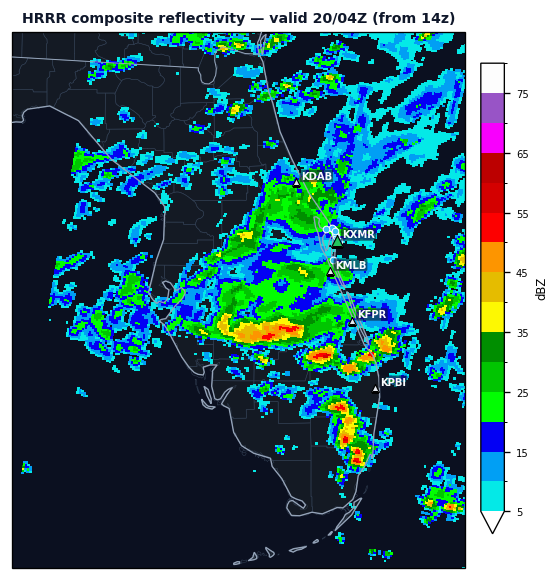 HRRR composite reflectivity — valid 20/04Z (from 14z)
KDAB
KXMR
KMLB
KFPR
KPBI
75
65
55
45
35
25
15
5
dBZ